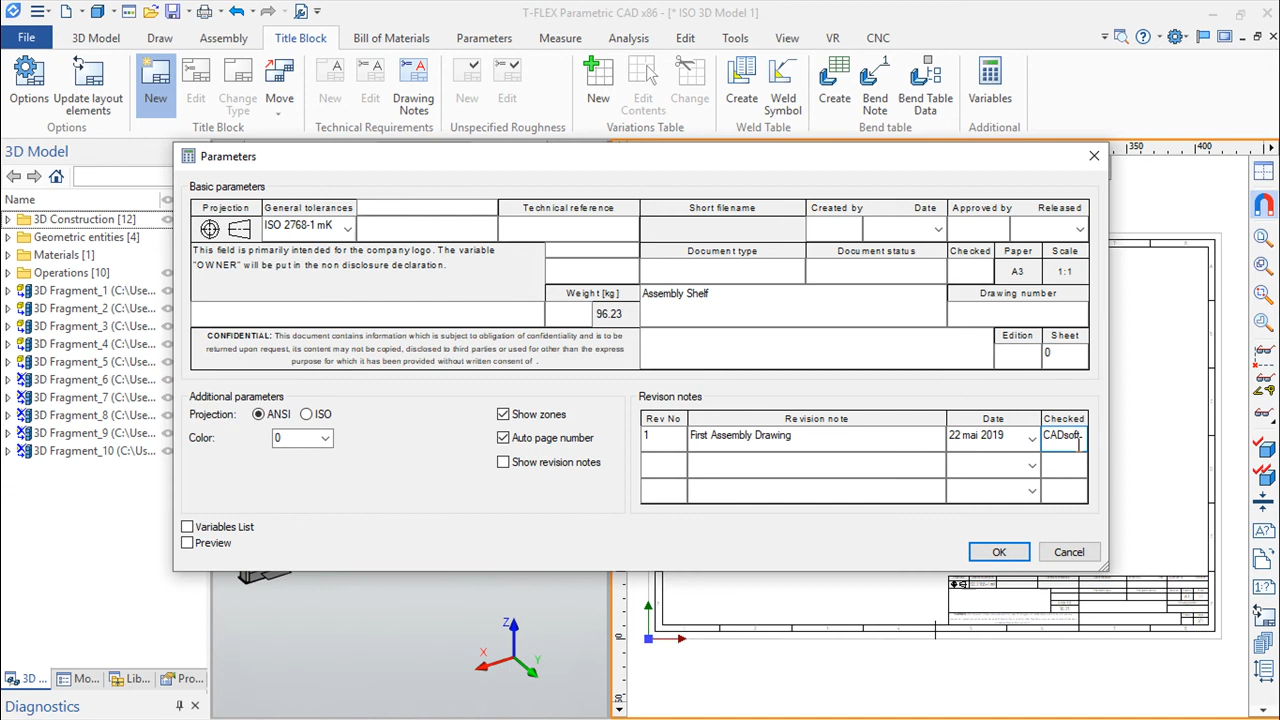 T-FLEX Parametric CAD x86 - [* ISO 3D Model 1]
File 3D Model Draw Assembly Title Block Bill of Materials Parameters Measure Analysis Edit Tools View VR CNC
Options Update layout elements New Edit Change Type Move New Edit Drawing Notes New Edit New Edit Contents Change Create Weld Symbol Create Bend Note Bend Table Data Variables
Options Title Block Technical Requirements Unspecified Roughness Variations Table Weld Table Bend table Additional
3D Model
Name
3D Construction [12]
Geometric entities [4]
Materials [1]
Operations [10]
3D Fragment_1 (C:\Use...
3D Fragment_2 (C:\Use...
3D Fragment_3 (C:\Use...
3D Fragment_4 (C:\Use...
3D Fragment_5 (C:\Use...
3D Fragment_6 (C:\Use...
3D Fragment_7 (C:\Use...
3D Fragment_8 (C:\Use...
3D Fragment_9 (C:\Use...
3D Fragment_10 (C:\Use...
3D ... Mo... Lib... Pro...
Diagnostics
350 400
Parameters
Basic parameters
Projection General tolerances Technical reference Short filename Created by Date Approved by Released
ISO 2768-1 mK
This field is primarily intended for the company logo. The variable
"OWNER" will be put in the non disclosure declaration.
Document type Document status Checked Paper Scale
A3 1:1
Weight [kg] Assembly Shelf Drawing number
96.23
CONFIDENTIAL: This document contains information which is subject to obligation of confidentiality and is to be
returned upon request, its content may not be copied, disclosed to third parties or used for other than the express
purpose for which it has been provided without written consent of .
Edition Sheet
0
Additional parameters
Projection: ANSI ISO
Color: 0
Show zones
Auto page number
Show revision notes
Revison notes
Rev No Revision note Date Checked
1 First Assembly Drawing 22 mai 2019 CADsoft-
Variables List
Preview
OK Cancel
Z
X
Y